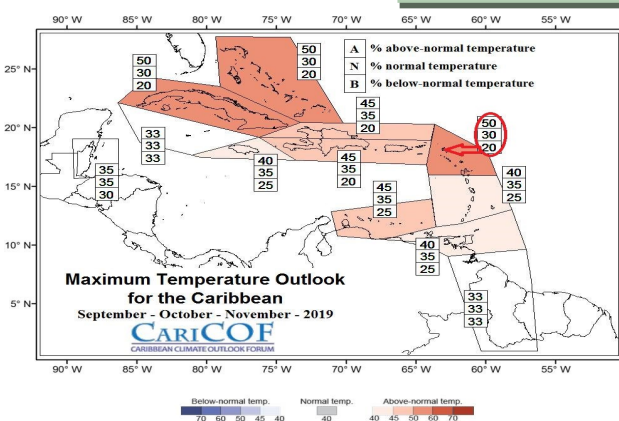 90°W 85°W 80°W 75°W 70°W 65°W 60°W 55°W
25°N
20°N
15°N
10°N
5°N
A % above-normal temperature
N % normal temperature
B % below-normal temperature
50
30
20
50
30
20
45
35
20
50
30
20
33
33
33
35
35
30
40
35
25
45
35
20
40
35
25
45
35
25
40
35
25
33
33
33
Maximum Temperature Outlook
for the Caribbean
September - October - November - 2019
CARICOF
CARIBBEAN CLIMATE OUTLOOK FORUM
90°W 85°W 80°W 75°W 70°W 65°W 60°W 55°W
Below-normal temp. Normal temp. Above-normal temp.
70 60 50 45 40 40 40 45 50 60 70